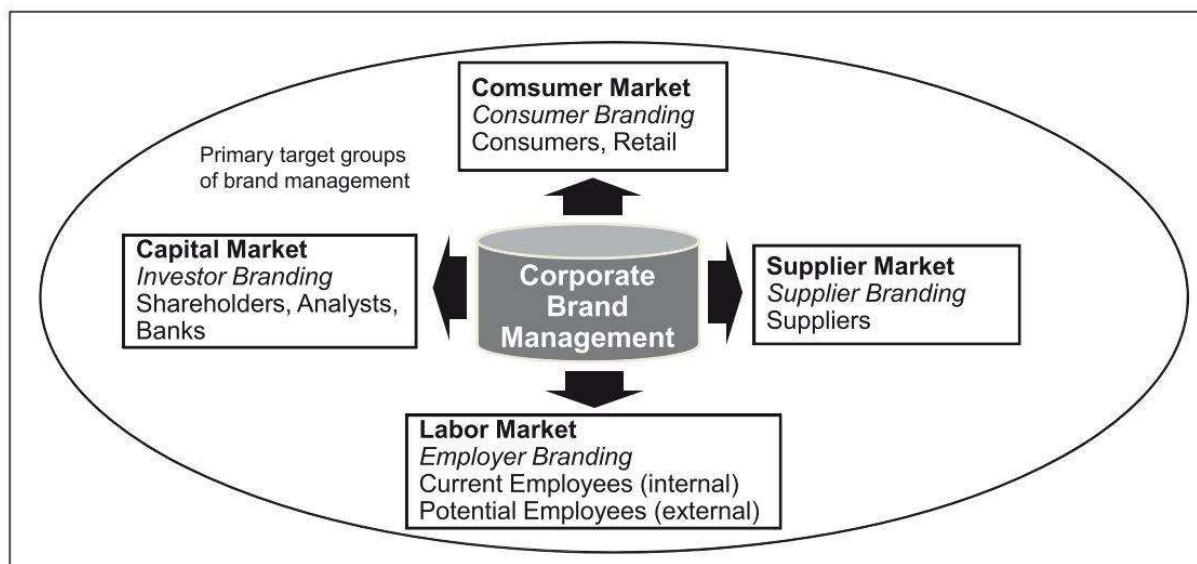 Comsumer Market
Consumer Branding
Consumers, Retail
Primary target groups
of brand management
Capital Market
Investor Branding
Shareholders, Analysts,
Banks
Corporate
Brand
Management
Supplier Market
Supplier Branding
Suppliers
Labor Market
Employer Branding
Current Employees (internal)
Potential Employees (external)